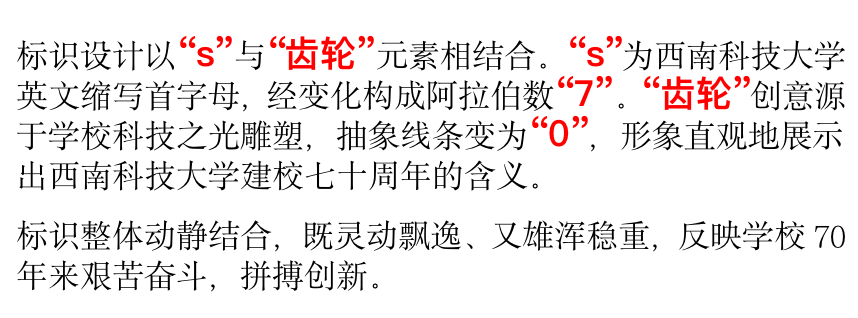 标识设计以“s”与“齿轮”元素相结合。“s”为西南科技大学
英文缩写首字母，经变化构成阿拉伯数“7”。“齿轮”创意源
于学校科技之光雕塑，抽象线条变为“0”，形象直观地展示
出西南科技大学建校七十周年的含义。
标识整体动静结合，既灵动飘逸、又雄浑稳重，反映学校 70
年来艰苦奋斗，拼搏创新。